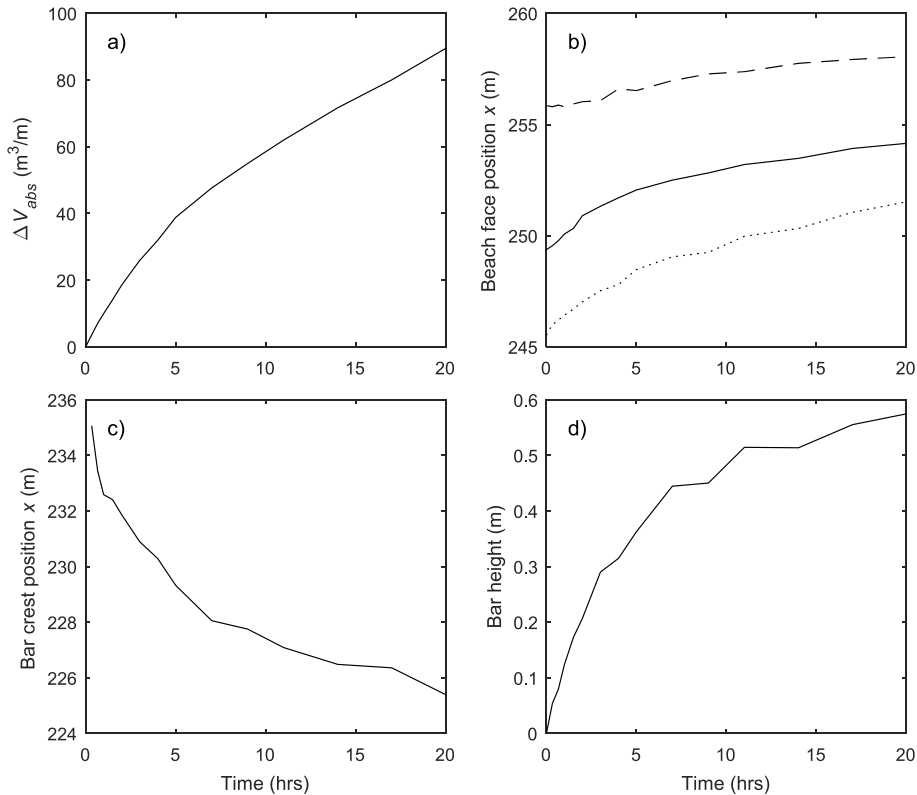 a)
100
80
60
40
20
0
Δ V_abs (m³/m)
0 5 10 15 20
b)
260
255
250
245
Beach face position x (m)
0 5 10 15 20
c)
236
234
232
230
228
226
224
Bar crest position x (m)
0 5 10 15 20
Time (hrs)
d)
0.6
0.5
0.4
0.3
0.2
0.1
0
Bar height (m)
0 5 10 15 20
Time (hrs)